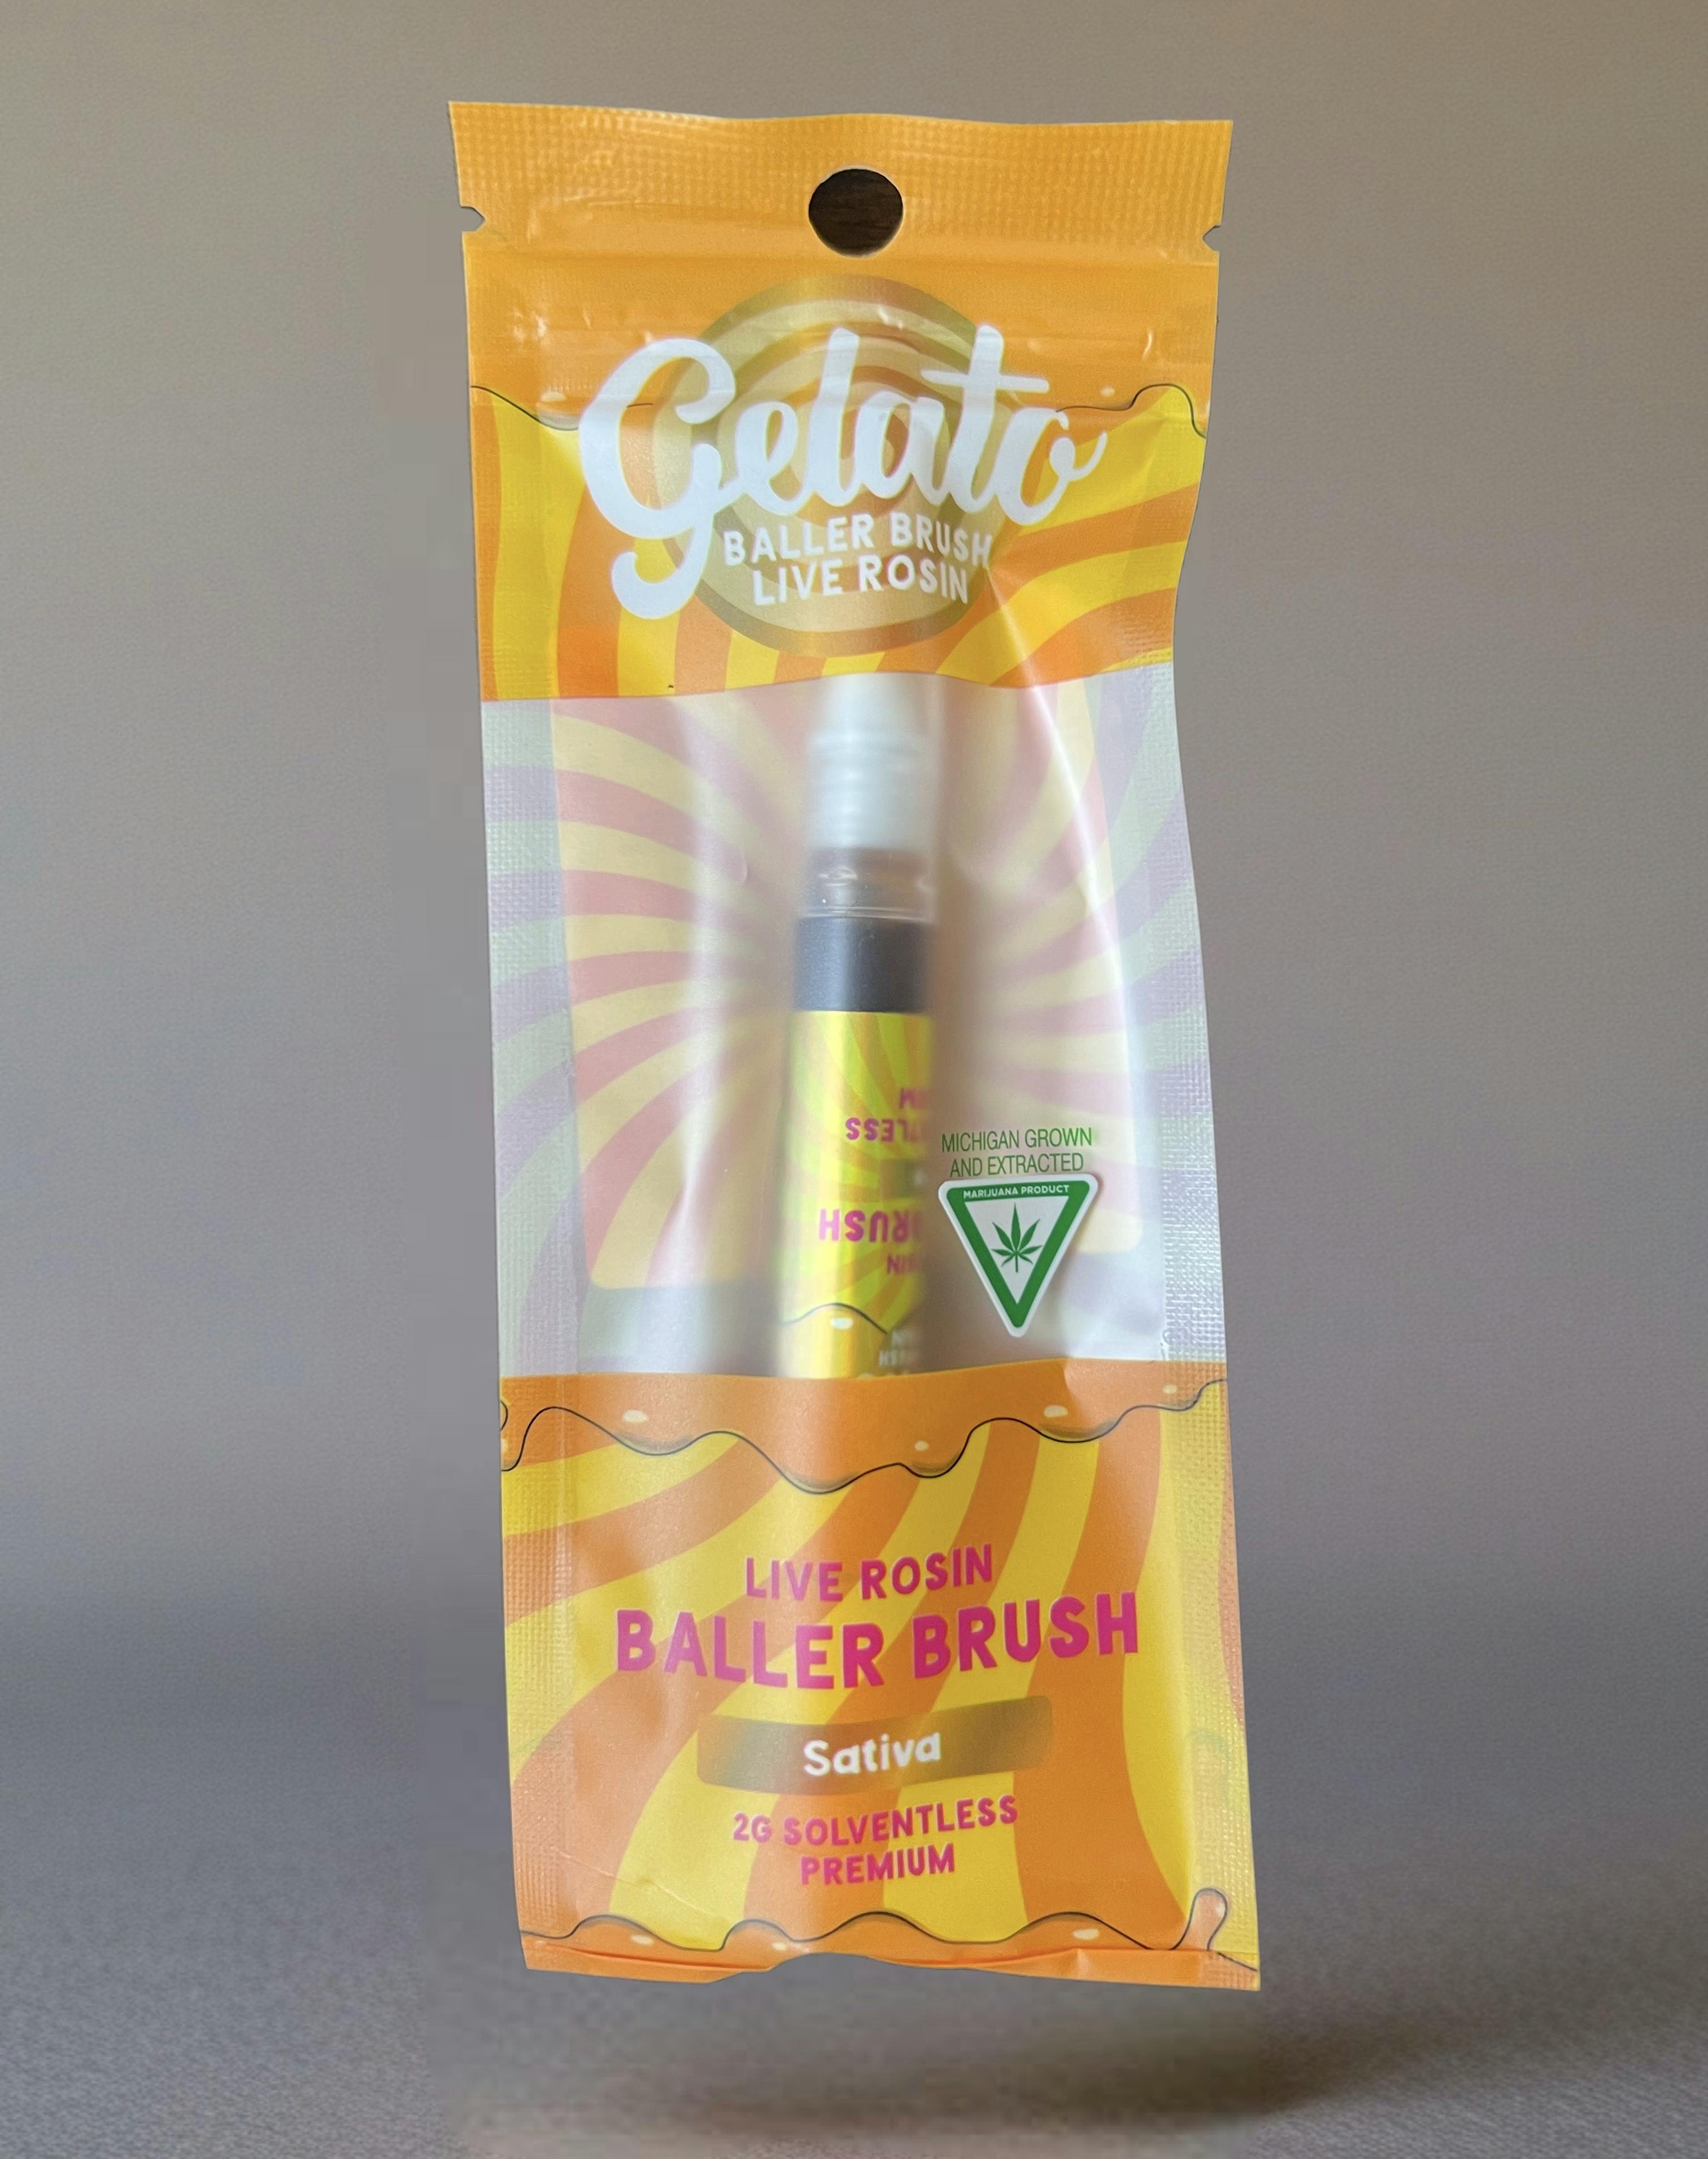 Gelato
BALLER BRUSH
LIVE ROSIN
BRUSH
MICHIGAN GROWN
AND EXTRACTED
MARIJUANA PRODUCT
LIVE ROSIN
BALLER BRUSH
Sativa
2G SOLVENTLESS
PREMIUM